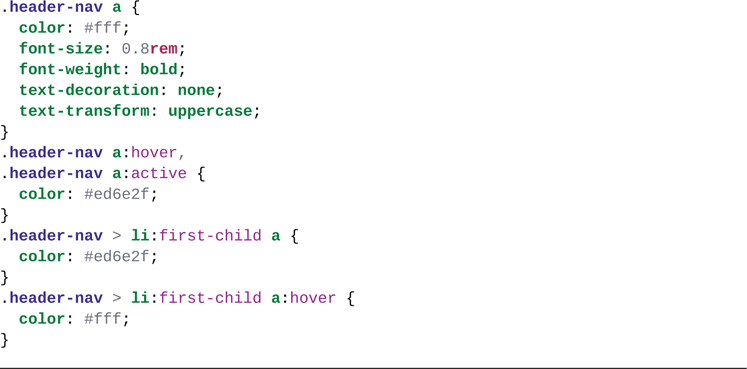 .header-nav a {
  color: #fff;
  font-size: 0.8rem;
  font-weight: bold;
  text-decoration: none;
  text-transform: uppercase;
}
.header-nav a:hover,
.header-nav a:active {
  color: #ed6e2f;
}
.header-nav > li:first-child a {
  color: #ed6e2f;
}
.header-nav > li:first-child a:hover {
  color: #fff;
}